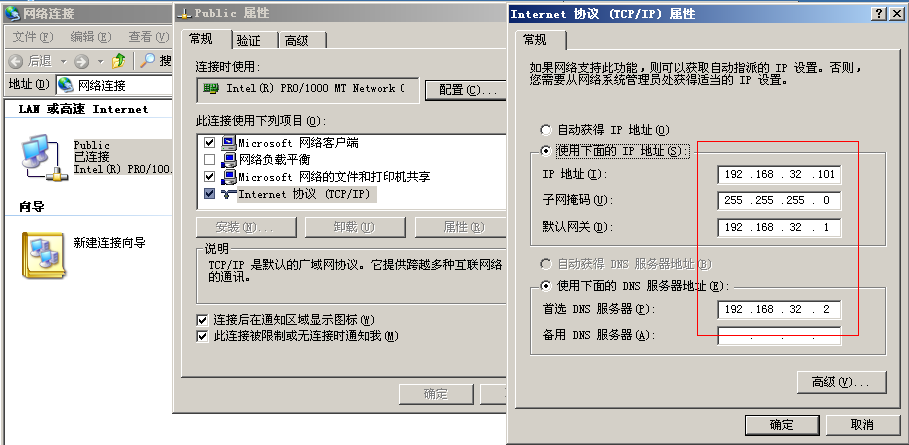 网络连接
文件(F) 编辑(E) 查看(V)
后退 搜
地址(D) 网络连接
LAN 或高速 Internet
Public
已连接
Intel(R) PRO/100.
向导
新建连接向导
Public 属性
常规 验证 高级
连接时使用:
Intel(R) PRO/1000 MT Network C
配置(C)...
此连接使用下列项目(O):
Microsoft 网络客户端
网络负载平衡
Microsoft 网络的文件和打印机共享
Internet 协议 (TCP/IP)
安装(N)... 卸载(U) 属性(R)
说明
TCP/IP 是默认的广域网协议。它提供跨越多种互联网络
的通讯。
连接后在通知区域显示图标(W)
此连接被限制或无连接时通知我(M)
确定
Internet 协议 (TCP/IP) 属性
常规
如果网络支持此功能，则可以获取自动指派的 IP 设置。否则，
您需要从网络系统管理员处获得适当的 IP 设置。
自动获得 IP 地址(O)
使用下面的 IP 地址(S):
IP 地址(I): 192 .168 .32 .101
子网掩码(U): 255 .255 .255 . 0
默认网关(D): 192 .168 .32 . 1
自动获得 DNS 服务器地址(B)
使用下面的 DNS 服务器地址(E):
首选 DNS 服务器(P): 192 .168 .32 . 2
备用 DNS 服务器(A): . . .
高级(V)...
确定 取消